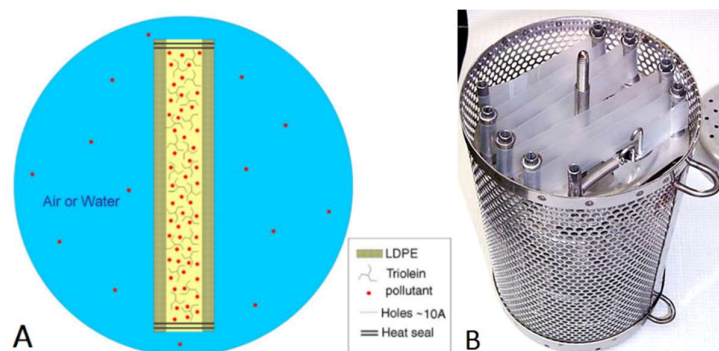 Air or Water
LDPE
Triolein
pollutant
Holes ~10A
Heat seal
A
B